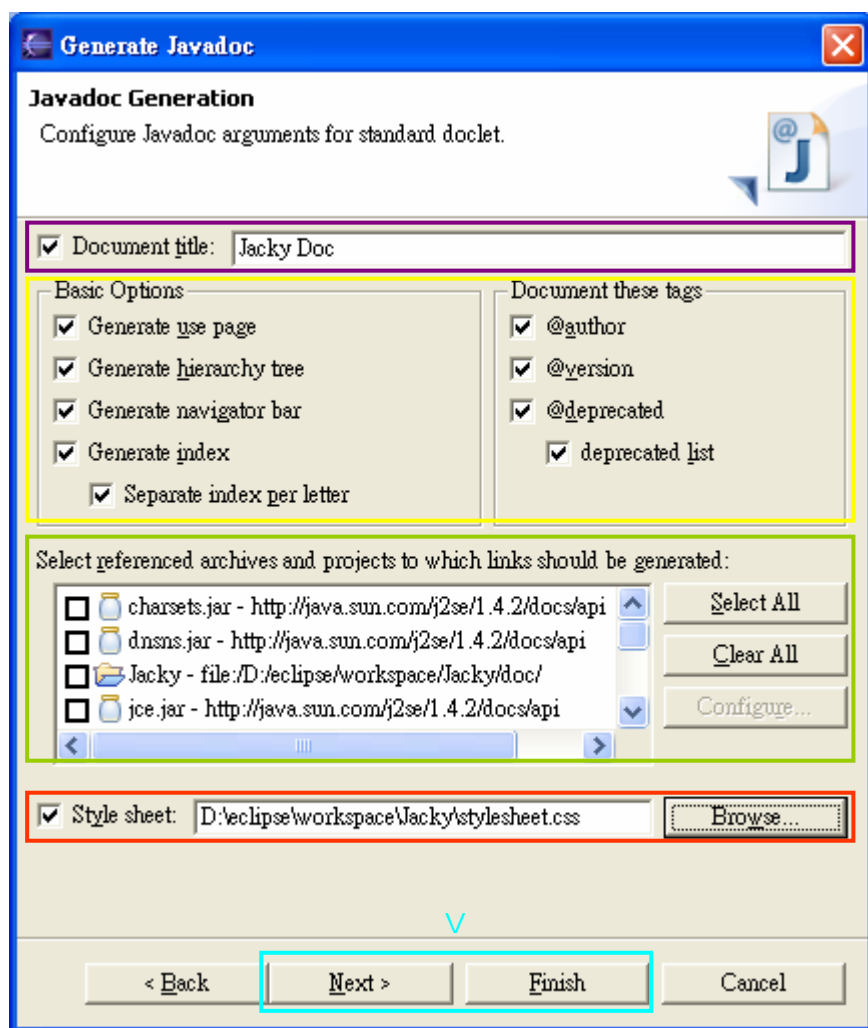 Generate Javadoc
Javadoc Generation
Configure Javadoc arguments for standard doclet.
Document title: Jacky Doc
Basic Options
Generate use page
Generate hierarchy tree
Generate navigator bar
Generate index
Separate index per letter
Document these tags
@author
@version
@deprecated
deprecated list
Select referenced archives and projects to which links should be generated:
charsets.jar - http://java.sun.com/j2se/1.4.2/docs/api
dnsns.jar - http://java.sun.com/j2se/1.4.2/docs/api
Jacky - file:/D:/eclipse/workspace/Jacky/doc/
jce.jar - http://java.sun.com/j2se/1.4.2/docs/api
Select All
Clear All
Configure...
Style sheet: D:\eclipse\workspace\Jacky\stylesheet.css Browse...
V
< Back Next > Finish Cancel